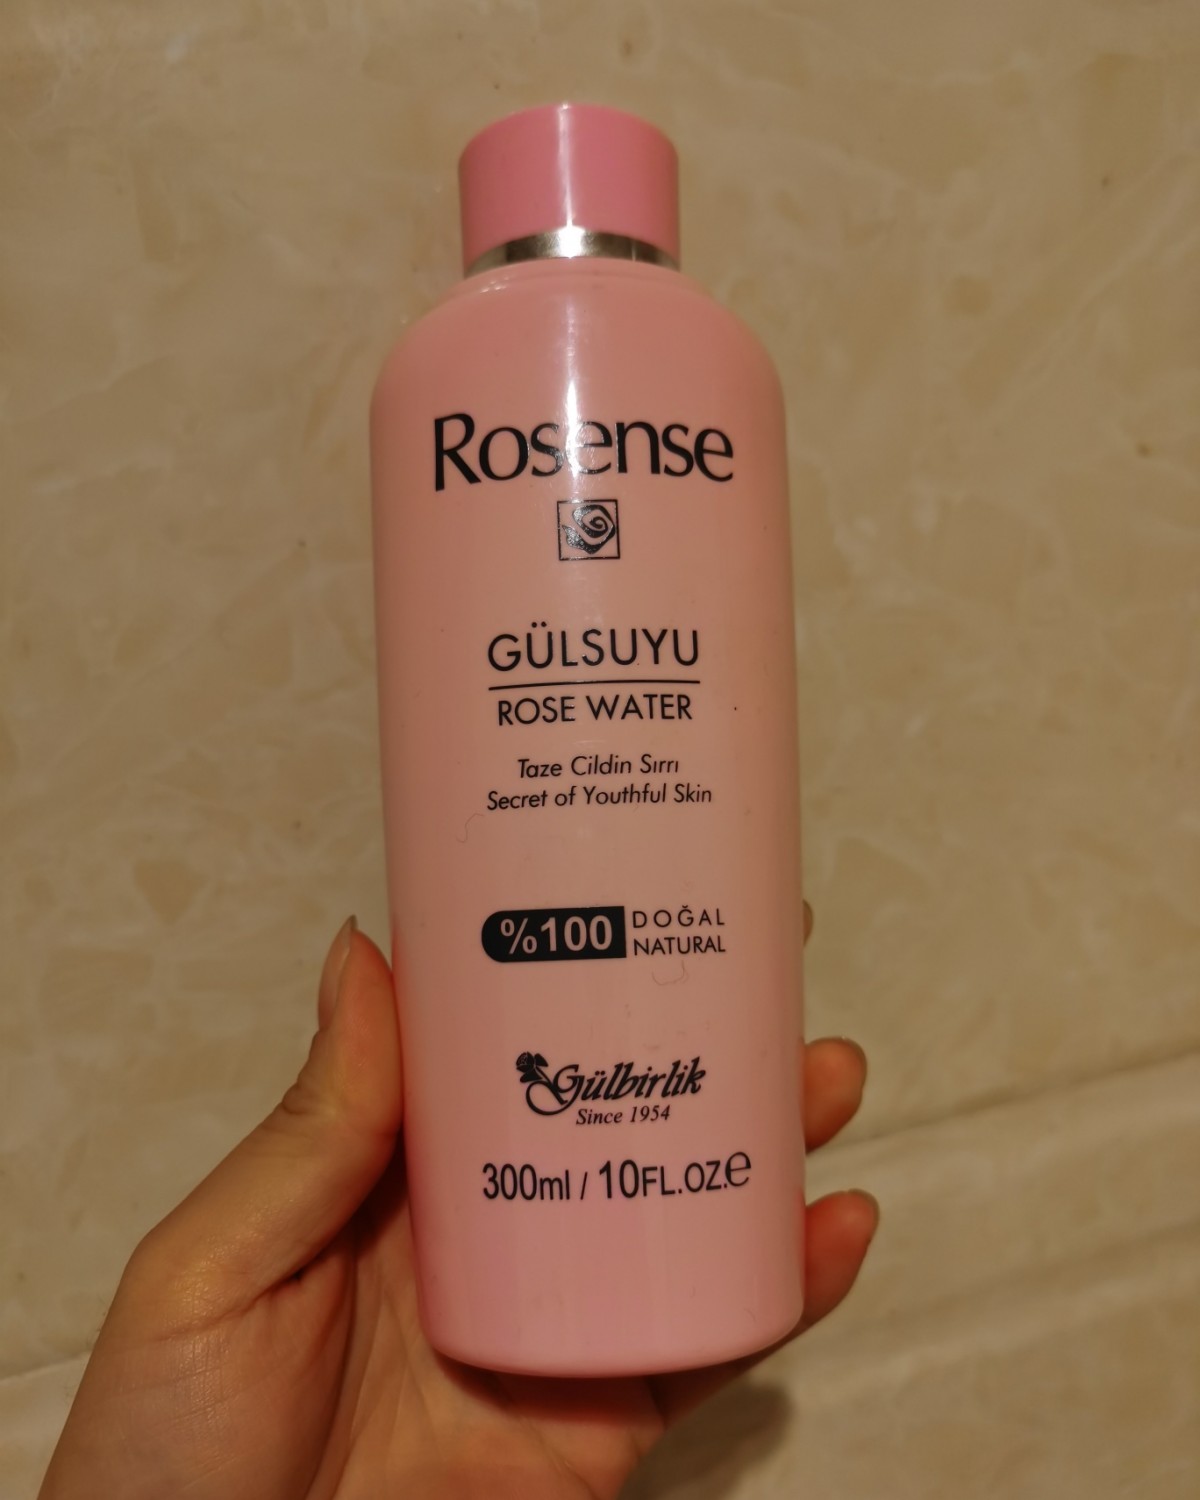 Rosense
GÜLSUYU
ROSE WATER
Taze Cildin Sırrı
Secret of Youthful Skin
%100 DOĞAL
NATURAL
Gülbirlik
Since 1954
300ml / 10FL.OZ.e